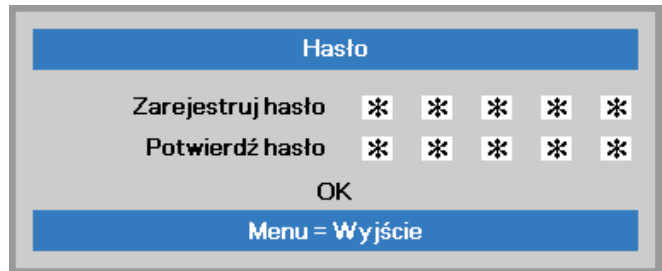 Hasło
Zarejestruj hasło * * * * *
Potwierdź hasło * * * * *
OK
Menu = Wyjście